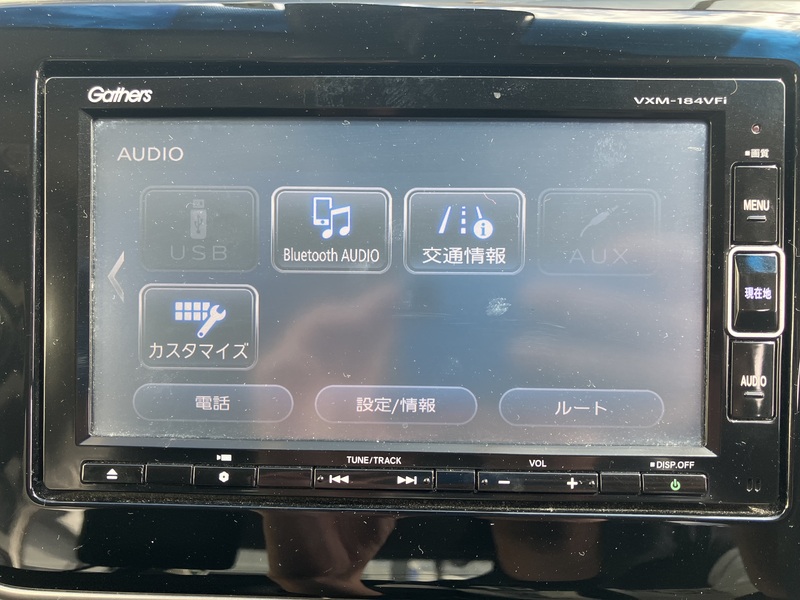 Gathers
VXM-184VFi
AUDIO
■画質
USB
Bluetooth AUDIO
交通情報
AUX
MENU
現在地
カスタマイズ
AUDIO
電話
設定/情報
ルート
TUNE/TRACK
VOL
■DISP.OFF